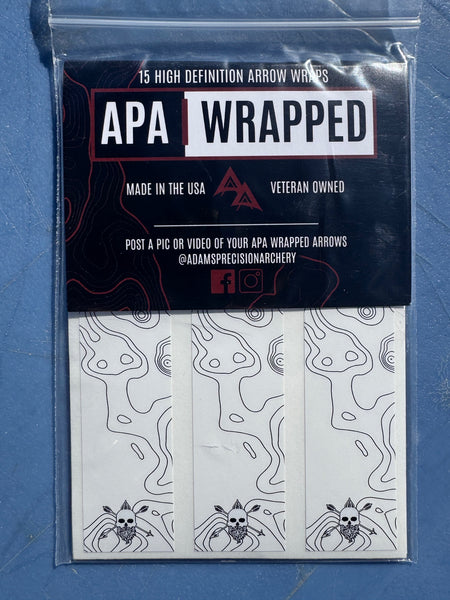 15 HIGH DEFINITION ARROW WRAPS
APA WRAPPED
MADE IN THE USA VETERAN OWNED
POST A PIC OR VIDEO OF YOUR APA WRAPPED ARROWS
@ADAMSPRECISIONARCHERY